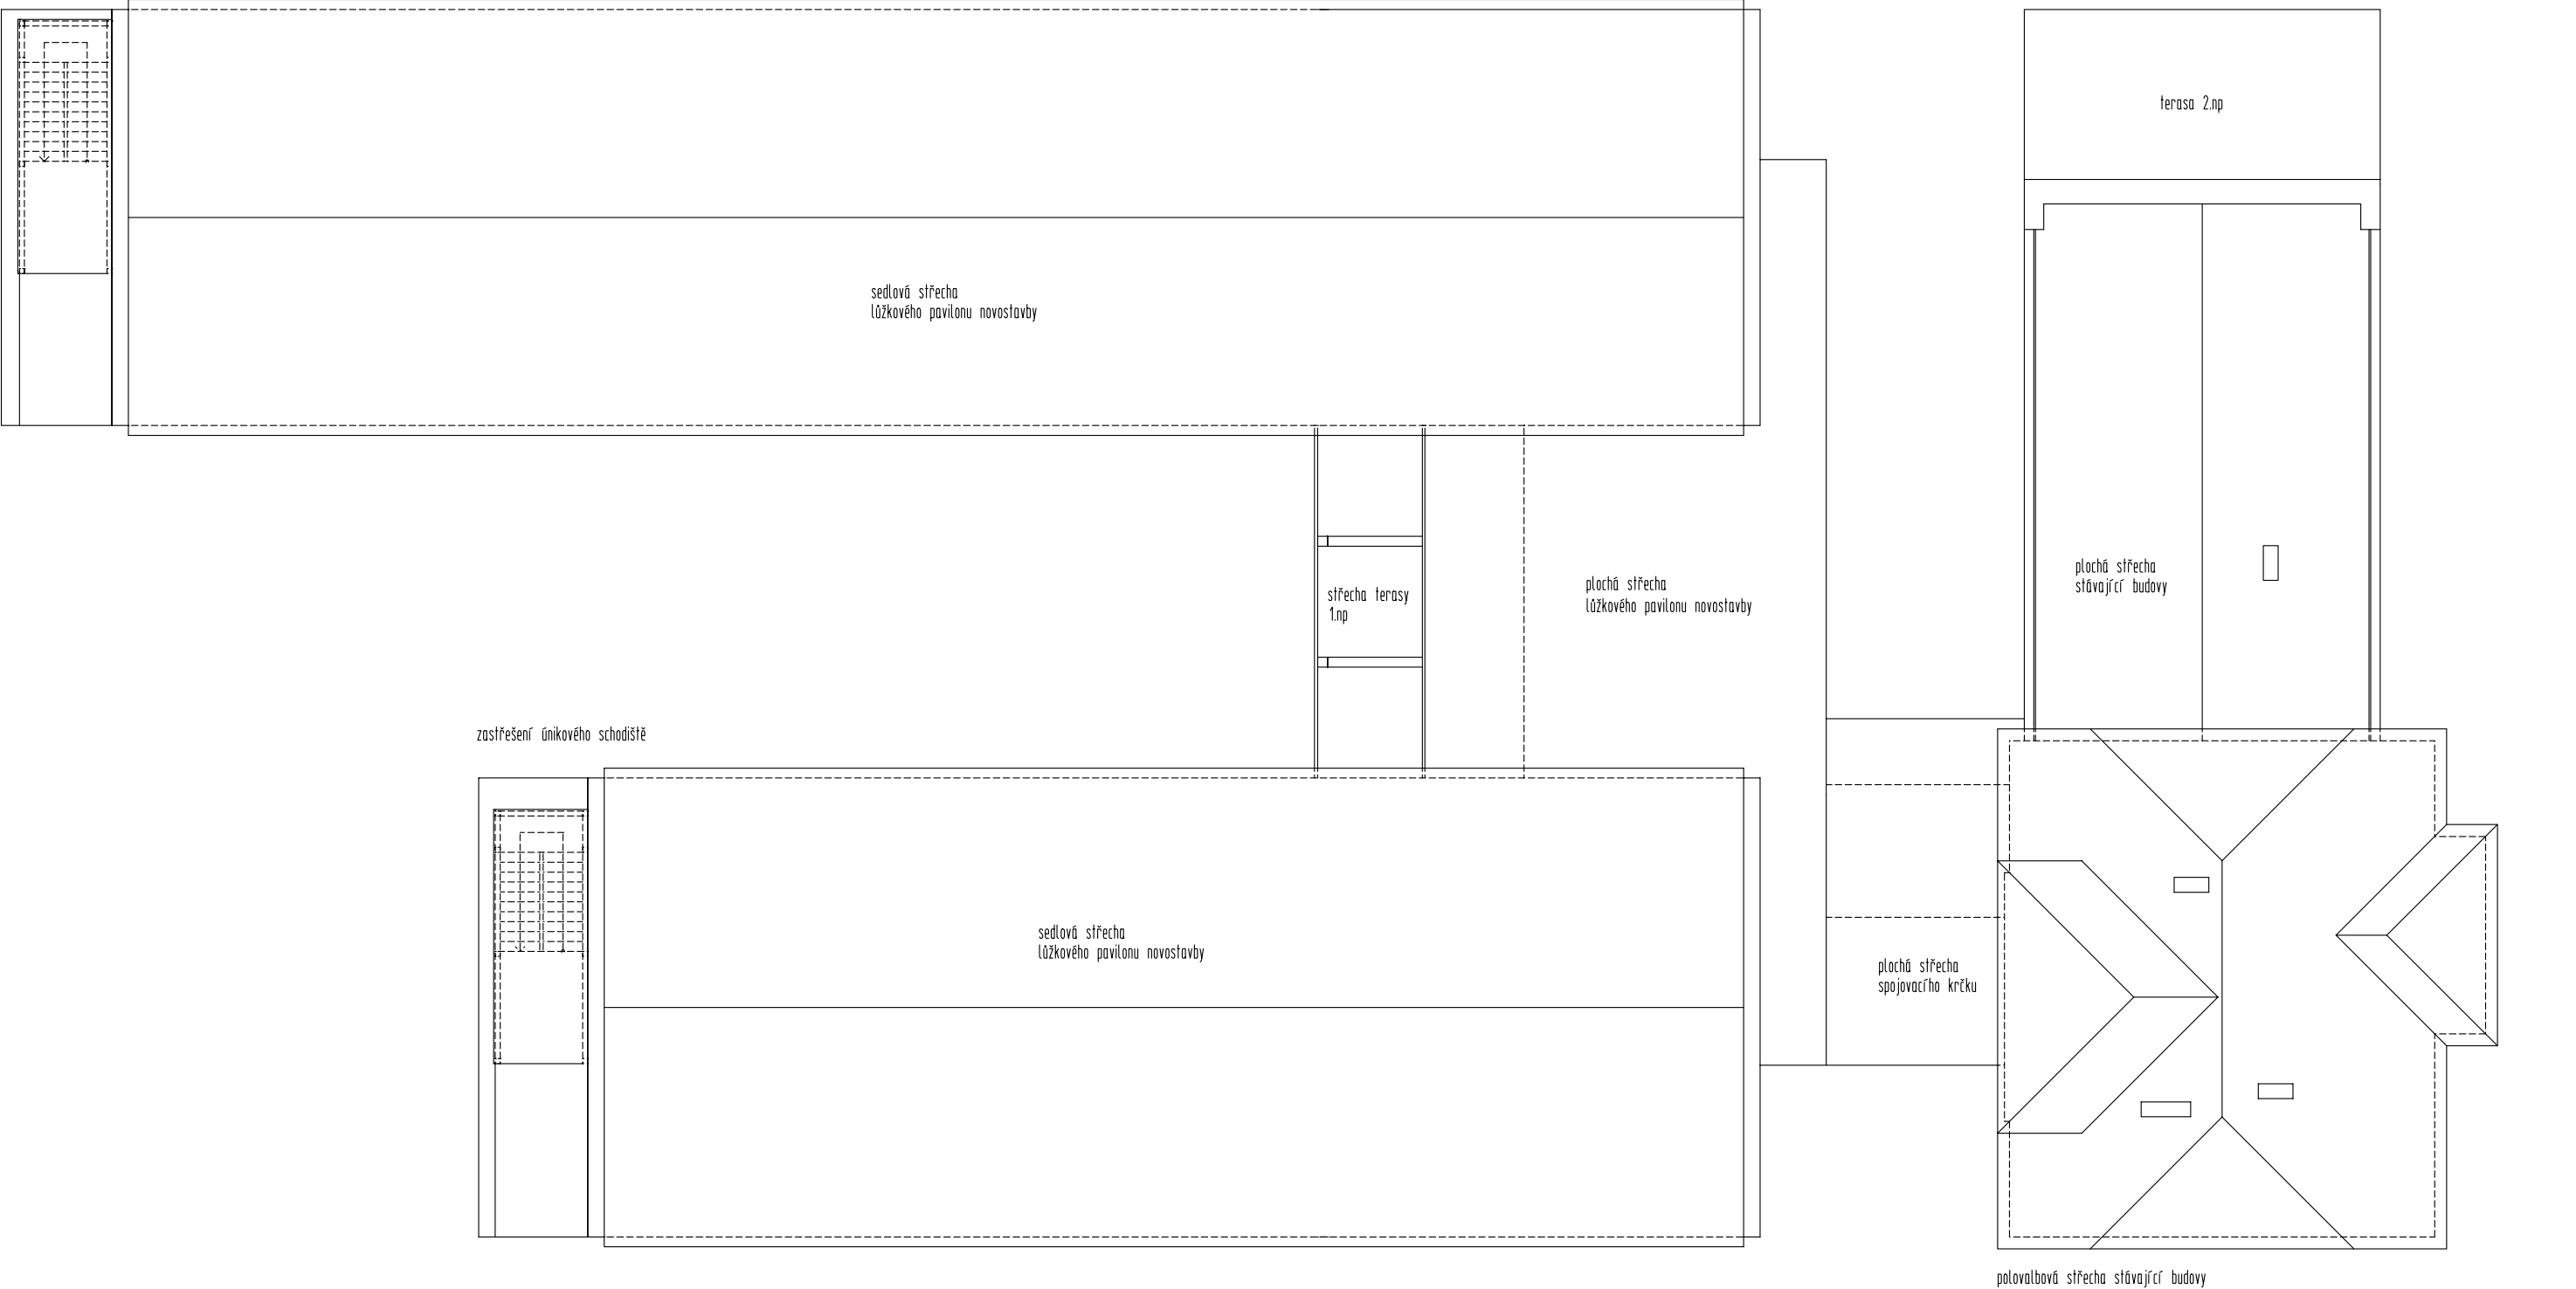 terasa 2.np
sedlová střecha
lůžkového pavilonu novostavby
plochá střecha
stávající budovy
plochá střecha
lůžkového pavilonu novostavby
střecha terasy
1.np
zastřešení únikového schodiště
sedlová střecha
lůžkového pavilonu novostavby
plochá střecha
spojovacího krčku
polovalbová střecha stávající budovy